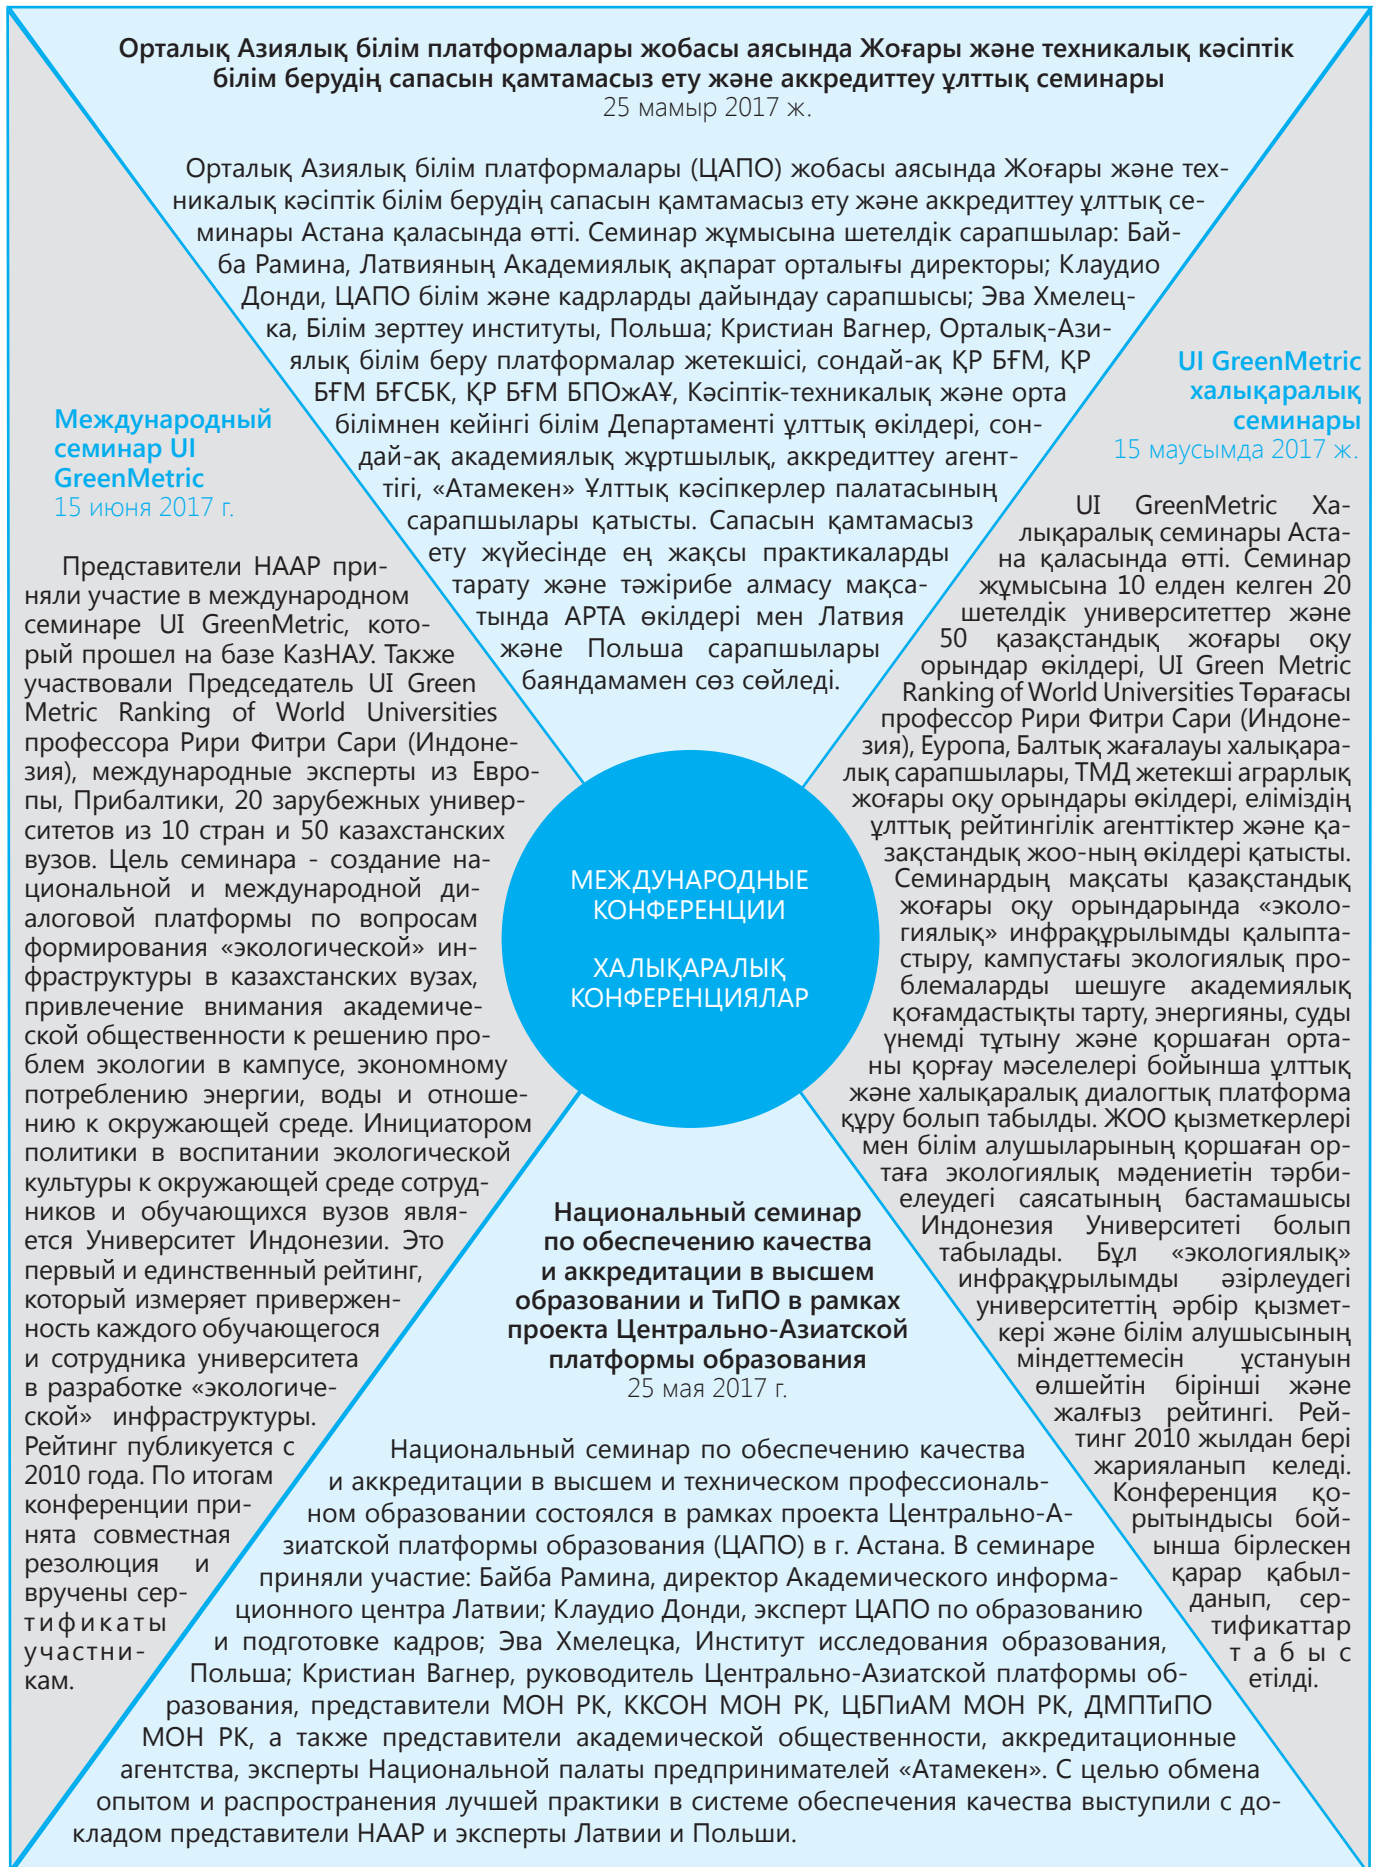 Орталық Азиялық білім платформалары жобасы аясында Жоғары және техникалық кәсіптік
білім берудің сапасын қамтамасыз ету және аккредиттеу ұлттық семинары
25 мамыр 2017 ж.
Орталық Азиялық білім платформалары (ЦАПО) жобасы аясында Жоғары және тех-
никалық кәсіптік білім берудің сапасын қамтамасыз ету және аккредиттеу ұлттық се-
минары Астана қаласында өтті. Семинар жұмысына шетелдік сарапшылар: Бай-
ба Рамина, Латвияның Академиялық ақпарат орталығы директоры; Клаудио
Донди, ЦАПО білім және кадрларды дайындау сарапшысы; Эва Хмелец-
ка, Білім зерттеу институты, Польша; Кристиан Вагнер, Орталық-Ази-
ялық білім беру платформалар жетекшісі, сондай-ақ ҚР БҒМ, ҚР
БҒМ БҒСБК, ҚР БҒМ БПОжАҰ, Кәсіптік-техникалық және орта
білімнен кейінгі білім Департаменті ұлттық өкілдері, сон-
дай-ақ академиялық жұртшылық, аккредиттеу агент-
тігі, «Атамекен» Ұлттық кәсіпкерлер палатасының
сарапшылары қатысты. Сапасын қамтамасыз
ету жүйесінде ең жақсы практикаларды
тарату және тәжірибе алмасу мақса-
тында АРТА өкілдері мен Латвия
және Польша сарапшылары
баяндамамен сөз сөйледі.
Международный
семинар UI
GreenMetric
15 июня 2017 г.
Представители НААР при-
няли участие в международном
семинаре UI GreenMetric, кото-
рый прошел на базе КазНАУ. Также
участвовали Председатель UI Green
Metric Ranking of World Universities
профессора Рири Фитри Сари (Индоне-
зия), международные эксперты из Евро-
пы, Прибалтики, 20 зарубежных универ-
ситетов из 10 стран и 50 казахстанских
вузов. Цель семинара - создание на-
циональной и международной ди-
алоговой платформы по вопросам
формирования «экологической» ин-
фраструктуры в казахстанских вузах,
привлечение внимания академиче-
ской общественности к решению про-
блем экологии в кампусе, экономному
потреблению энергии, воды и отноше-
нию к окружающей среде. Инициатором
политики в воспитании экологической
культуры к окружающей среде сотруд-
ников и обучающихся вузов явля-
ется Университет Индонезии. Это
первый и единственный рейтинг,
который измеряет привержен-
ность каждого обучающегося
и сотрудника университета
в разработке «экологиче-
ской» инфраструктуры.
Рейтинг публикуется с
2010 года. По итогам
конференции при-
нята совместная
резолюция и
вручены сер-
тификаты
участни-
кам.
UI GreenMetric
халықаралық
семинары
15 маусымда 2017 ж.
UI GreenMetric Ха-
лықаралық семинары Аста-
на қаласында өтті. Семинар
жұмысына 10 елден келген 20
шетелдік университеттер және
50 қазақстандық жоғары оқу
орындар өкілдері, UI Green Metric
Ranking of World Universities Төрағасы
профессор Рири Фитри Сари (Индоне-
зия), Еуропа, Балтық жағалауы халықара-
лық сарапшылары, ТМД жетекші аграрлық
жоғары оқу орындары өкілдері, еліміздің
ұлттық рейтингілік агенттіктер және қа-
зақстандық жоо-ның өкілдері қатысты.
Семинардың мақсаты қазақстандық
жоғары оқу орындарында «эколо-
гиялық» инфрақұрылымды қалыпта-
стыру, кампустағы экологиялық про-
блемаларды шешуге академиялық
қоғамдастықты тарту, энергияны, суды
үнемді тұтыну және қоршаған орта-
ны қорғау мәселелері бойынша ұлттық
және халықаралық диалогтық платформа
құру болып табылды. ЖОО қызметкерлері
мен білім алушыларының қоршаған ор-
таға экологиялық мәдениетін тәрби-
елеудегі саясатының бастамашысы
Индонезия Университеті болып
табылады. Бұл «экологиялық»
инфрақұрылымды әзірлеудегі
университеттің әрбір қызмет-
кері және білім алушысының
міндеттемесін ұстануын
өлшейтін бірінші және
жалғыз рейтингі. Рей-
тинг 2010 жылдан бері
жарияланып келеді.
Конференция қо-
рытындысы бой-
ынша бірлескен
қарар қабыл-
данып, сер-
тификаттар
табыс
етілді.
МЕЖДУНАРОДНЫЕ
КОНФЕРЕНЦИИ
ХАЛЫҚАРАЛЫҚ
КОНФЕРЕНЦИЯЛАР
Национальный семинар
по обеспечению качества
и аккредитации в высшем
образовании и ТиПО в рамках
проекта Центрально-Азиатской
платформы образования
25 мая 2017 г.
Национальный семинар по обеспечению качества
и аккредитации в высшем и техническом профессиональ-
ном образовании состоялся в рамках проекта Центрально-А-
зиатской платформы образования (ЦАПО) в г. Астана. В семинаре
приняли участие: Байба Рамина, директор Академического информа-
ционного центра Латвии; Клаудио Донди, эксперт ЦАПО по образованию
и подготовке кадров; Эва Хмелецка, Институт исследования образования,
Польша; Кристиан Вагнер, руководитель Центрально-Азиатской платформы об-
разования, представители МОН РК, ККСОН МОН РК, ЦБПиАМ МОН РК, ДМПТиПО
МОН РК, а также представители академической общественности, аккредитационные
агентства, эксперты Национальной палаты предпринимателей «Атамекен». С целью обмена
опытом и распространения лучшей практики в системе обеспечения качества выступили с до-
кладом представители НААР и эксперты Латвии и Польши.